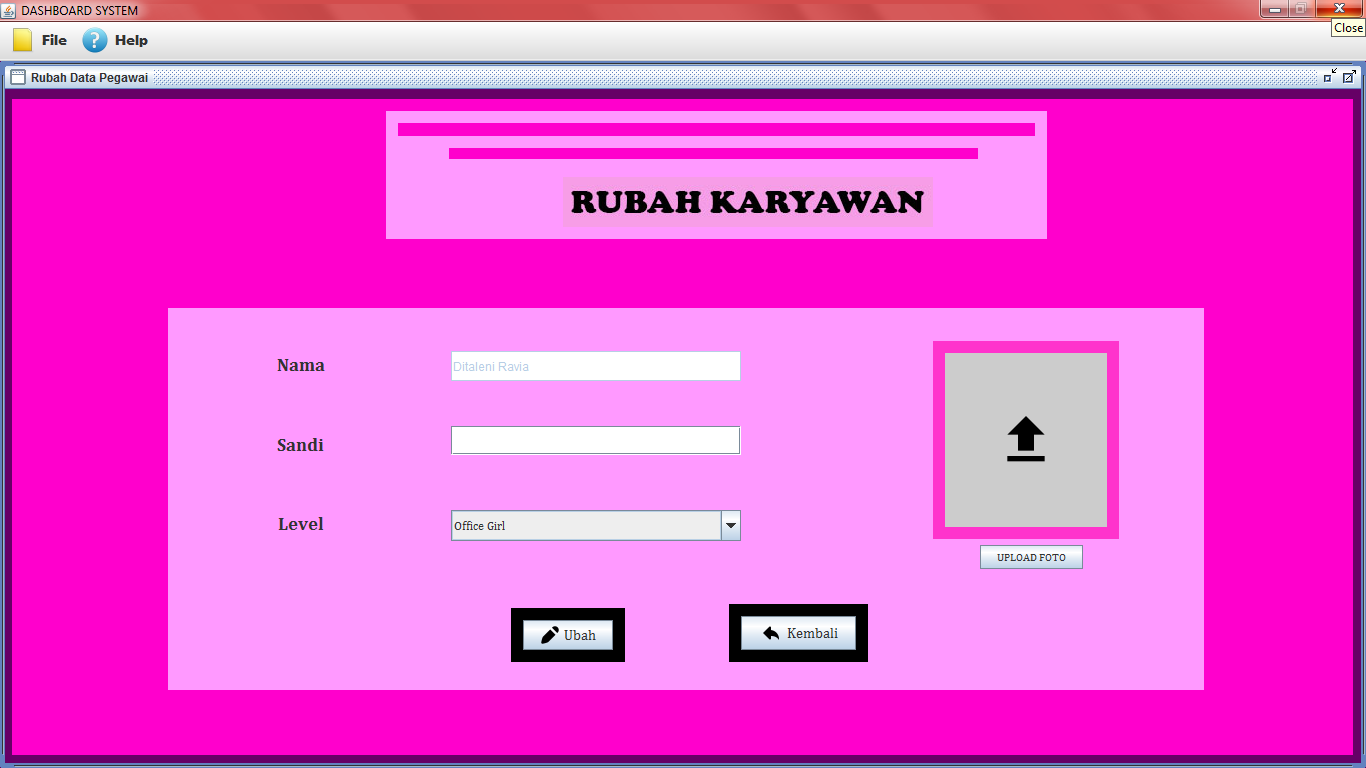 DASHBOARD SYSTEM
Close
File
Help
Rubah Data Pegawai
RUBAH KARYAWAN
Nama
Ditaleni Ravia
Sandi
Level
Office Girl
UPLOAD FOTO
Ubah
Kembali